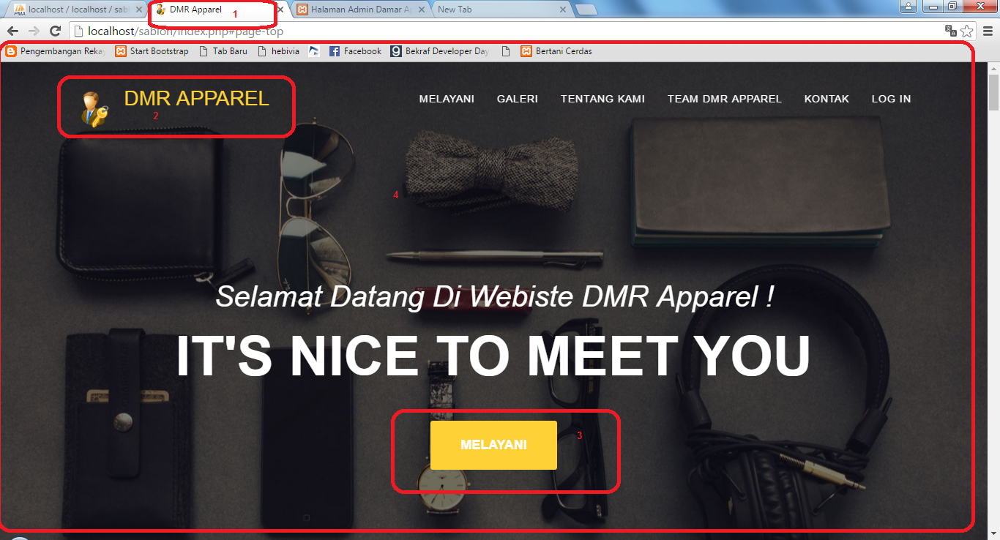 PMA localhost / localhost / sabl
DMR Apparel
1
Halaman Admin Damar A
New Tab
localhost/sablon/index.php#page-top
Pengembangan Reka
Start Bootstrap
Tab Baru
hebivia
Facebook
Bekraf Developer Day
Bertani Cerdas
DMR APPAREL
2
MELAYANI
GALERI
TENTANG KAMI
TEAM DMR APPAREL
KONTAK
LOG IN
4
Selamat Datang Di Webiste DMR Apparel !
IT'S NICE TO MEET YOU
MELAYANI
3